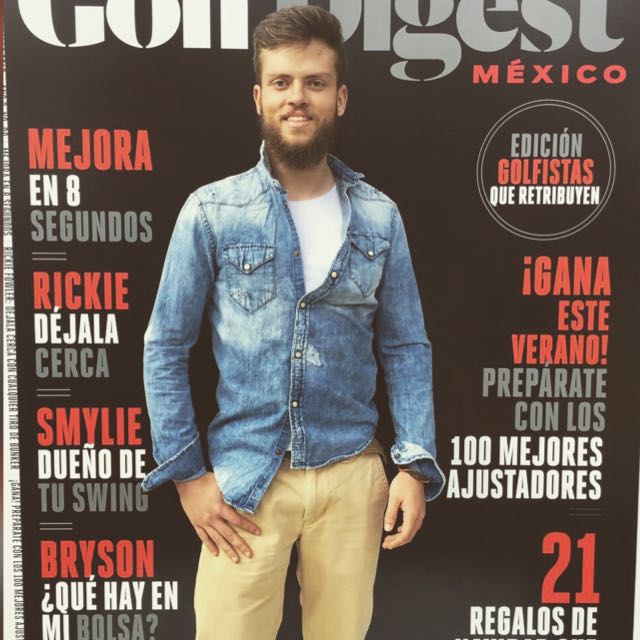 Golf Digest
MÉXICO
MEJORA
EN 8
SEGUNDOS
RICKIE
DÉJALA
CERCA
SMYLIE
DUEÑO DE
TU SWING
BRYSON
¿QUÉ HAY EN
MI BOLSA?
EDICIÓN
GOLFISTAS
QUE RETRIBUYEN
¡GANA
ESTE
VERANO!
PREPÁRATE
CON LOS
100 MEJORES
AJUSTADORES
21
REGALOS DE